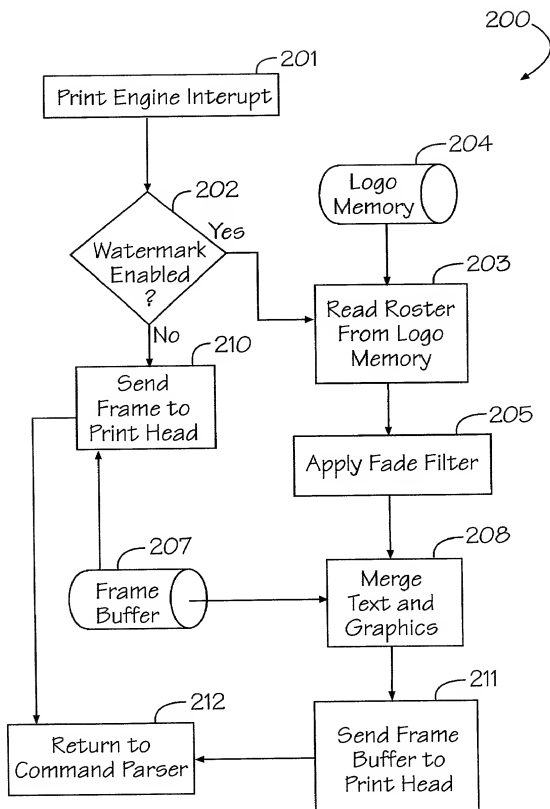 200
201
Print Engine Interupt
202
Watermark
Enabled
?
Yes
No
204
Logo
Memory
203
Read Roster
From Logo
Memory
210
Send
Frame to
Print Head
205
Apply Fade Filter
207
Frame
Buffer
208
Merge
Text and
Graphics
212
Return to
Command Parser
211
Send Frame
Buffer to
Print Head